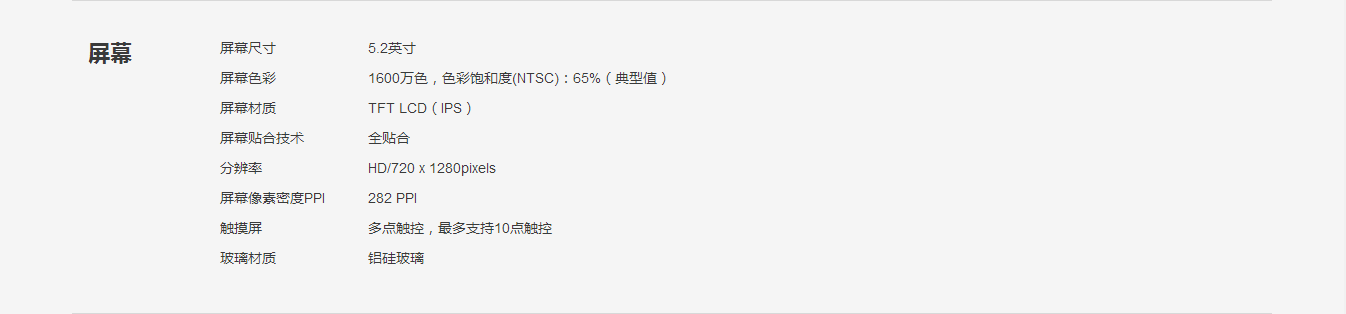 屏幕
屏幕尺寸 5.2英寸
屏幕色彩 1600万色，色彩饱和度(NTSC)：65%（典型值）
屏幕材质 TFT LCD（IPS）
屏幕贴合技术 全贴合
分辨率 HD/720 x 1280pixels
屏幕像素密度PPI 282 PPI
触摸屏 多点触控，最多支持10点触控
玻璃材质 铝硅玻璃